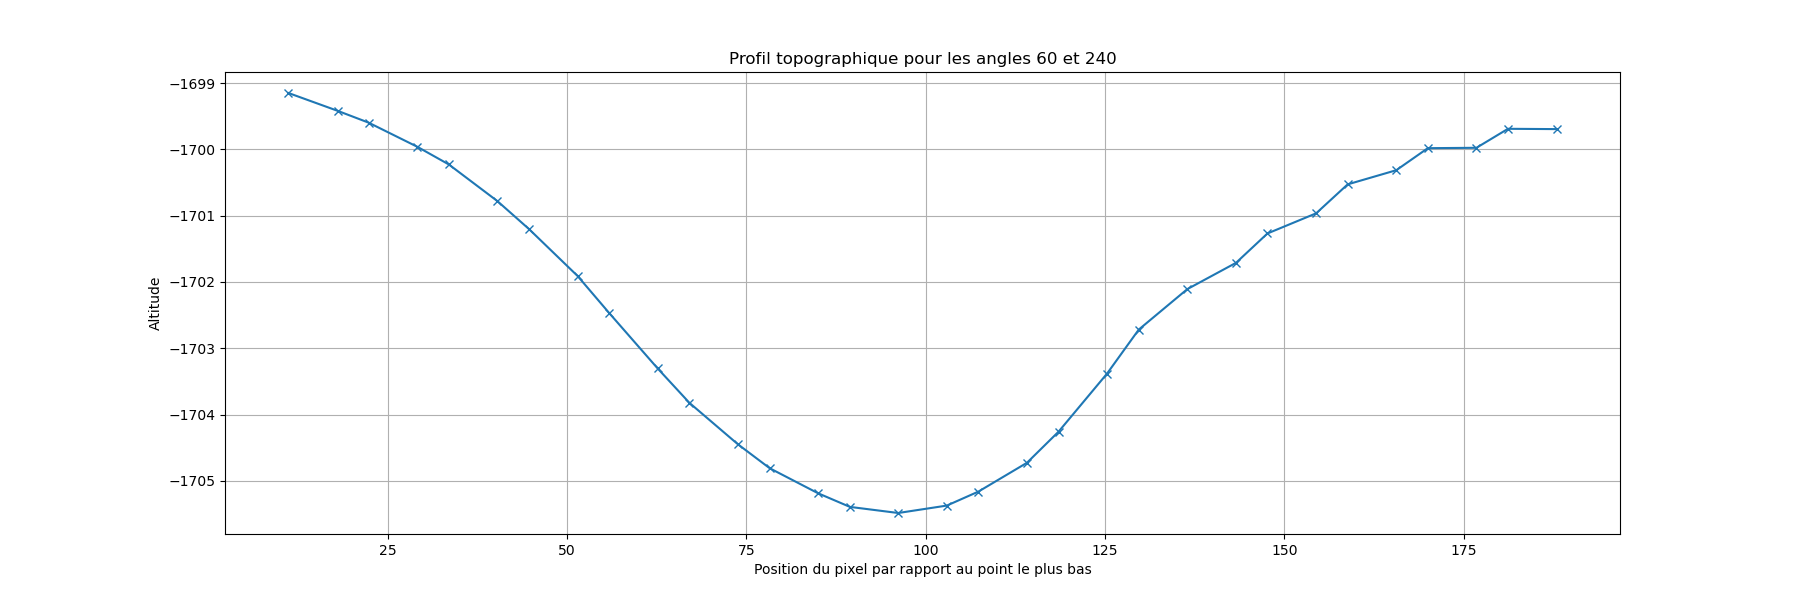 Profil topographique pour les angles 60 et 240
−1699
−1700
−1701
−1702
−1703
−1704
−1705
Altitude
25 50 75 100 125 150 175
Position du pixel par rapport au point le plus bas